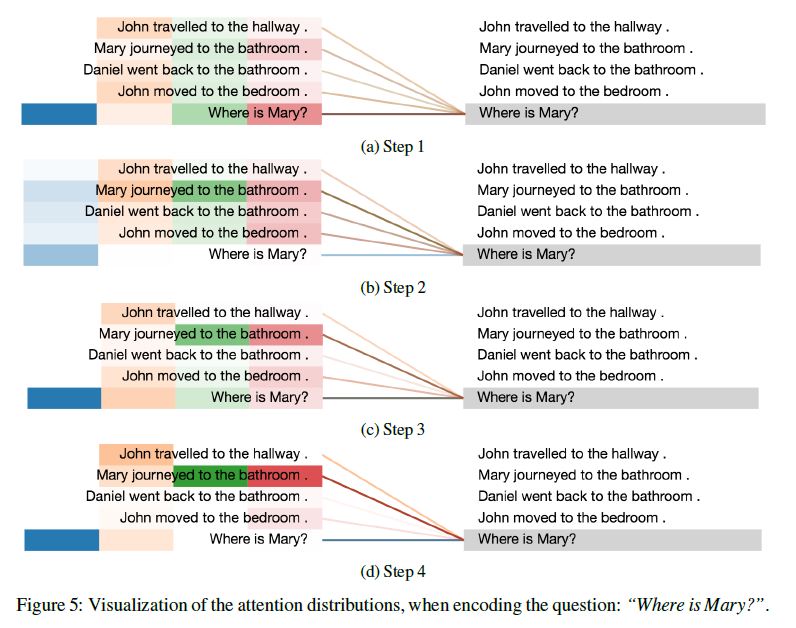 John travelled to the hallway . John travelled to the hallway .
Mary journeyed to the bathroom . Mary journeyed to the bathroom .
Daniel went back to the bathroom . Daniel went back to the bathroom .
John moved to the bedroom . John moved to the bedroom .
Where is Mary? Where is Mary?
(a) Step 1
John travelled to the hallway . John travelled to the hallway .
Mary journeyed to the bathroom . Mary journeyed to the bathroom .
Daniel went back to the bathroom . Daniel went back to the bathroom .
John moved to the bedroom . John moved to the bedroom .
Where is Mary? Where is Mary?
(b) Step 2
John travelled to the hallway . John travelled to the hallway .
Mary journeyed to the bathroom . Mary journeyed to the bathroom .
Daniel went back to the bathroom . Daniel went back to the bathroom .
John moved to the bedroom . John moved to the bedroom .
Where is Mary? Where is Mary?
(c) Step 3
John travelled to the hallway . John travelled to the hallway .
Mary journeyed to the bathroom . Mary journeyed to the bathroom .
Daniel went back to the bathroom . Daniel went back to the bathroom .
John moved to the bedroom . John moved to the bedroom .
Where is Mary? Where is Mary?
(d) Step 4
Figure 5: Visualization of the attention distributions, when encoding the question: “Where is Mary?”.